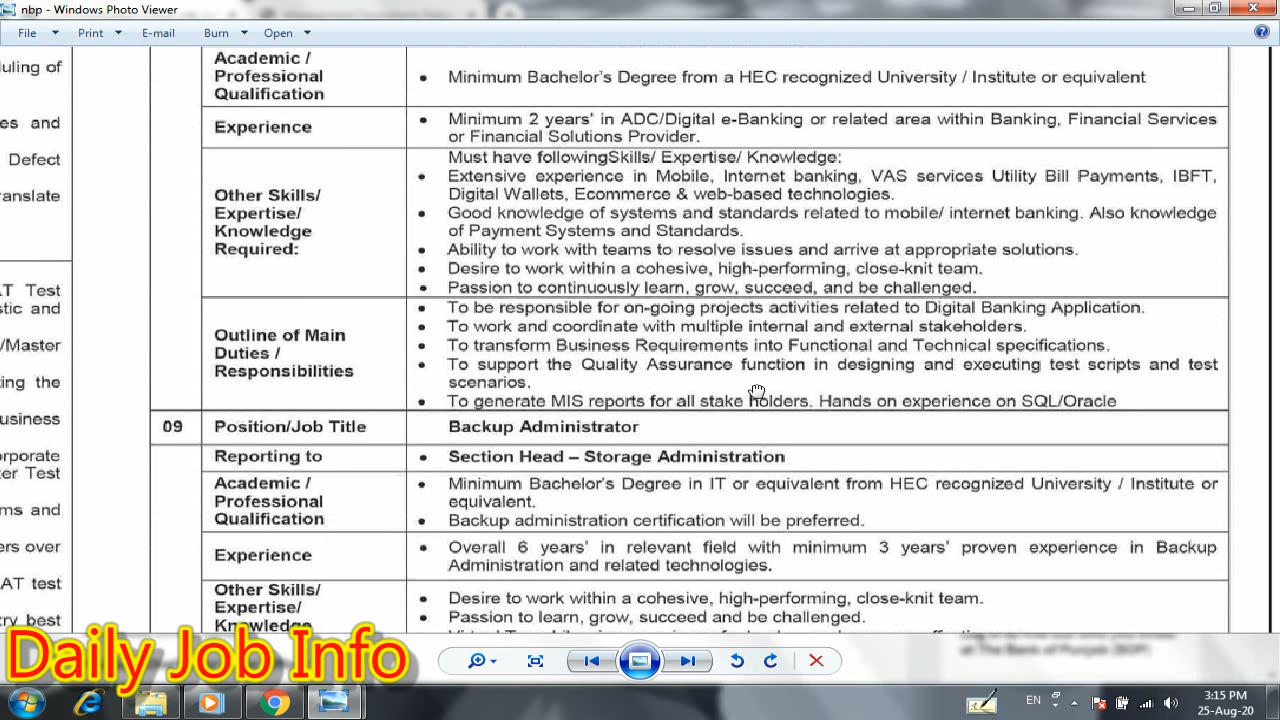 nbp - Windows Photo Viewer
File Print E-mail Burn Open
Academic /
Professional
Qualification
• Minimum Bachelor's Degree from a HEC recognized University / Institute or equivalent
Experience
• Minimum 2 years' in ADC/Digital e-Banking or related area within Banking, Financial Services
or Financial Solutions Provider.
Other Skills/
Expertise/
Knowledge
Required:
Must have followingSkills/ Expertise/ Knowledge:
• Extensive experience in Mobile, Internet banking, VAS services Utility Bill Payments, IBFT,
Digital Wallets, Ecommerce & web-based technologies.
• Good knowledge of systems and standards related to mobile/ internet banking. Also knowledge
of Payment Systems and Standards.
• Ability to work with teams to resolve issues and arrive at appropriate solutions.
• Desire to work within a cohesive, high-performing, close-knit team.
• Passion to continuously learn, grow, succeed, and be challenged.
Outline of Main
Duties /
Responsibilities
• To be responsible for on-going projects activities related to Digital Banking Application.
• To work and coordinate with multiple internal and external stakeholders.
• To transform Business Requirements into Functional and Technical specifications.
• To support the Quality Assurance function in designing and executing test scripts and test
scenarios.
• To generate MIS reports for all stake holders. Hands on experience on SQL/Oracle
09 Position/Job Title Backup Administrator
Reporting to • Section Head – Storage Administration
Academic /
Professional
Qualification
• Minimum Bachelor's Degree in IT or equivalent from HEC recognized University / Institute or
equivalent.
• Backup administration certification will be preferred.
Experience
• Overall 6 years' in relevant field with minimum 3 years' proven experience in Backup
Administration and related technologies.
Other Skills/
Expertise/
Knowledge
• Desire to work within a cohesive, high-performing, close-knit team.
• Passion to learn, grow, succeed and be challenged.
uling of
es and
Defect
anslate
AT Test
stic and
/Master
ting the
usiness
orporate
er Test
ms and
ers over
AT test
try best
at The Bank of Punjab (BOP)
Daily Job Info
EN
3:15 PM
25-Aug-20